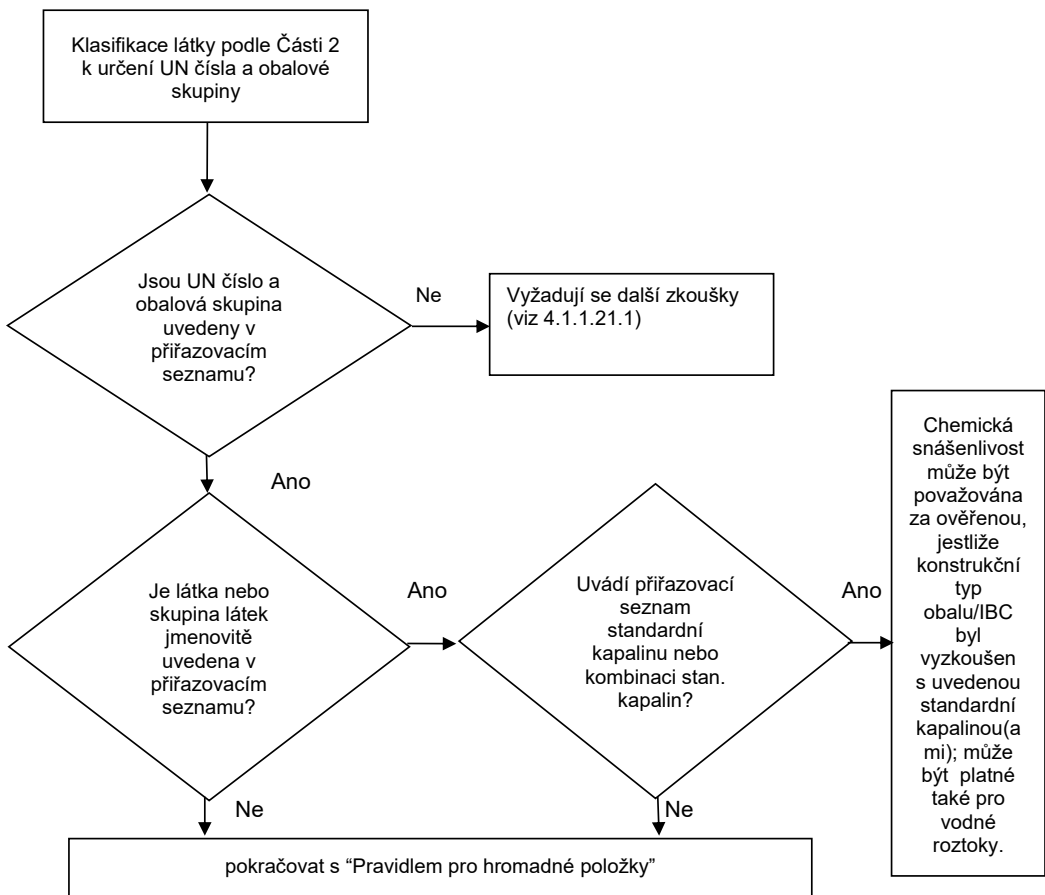 Klasifikace látky podle Části 2
k určení UN čísla a obalové
skupiny
Jsou UN číslo a
obalová skupina
uvedeny v
přiřazovacím
seznamu?
Ne
Vyžadují se další zkoušky
(viz 4.1.1.21.1)
Ano
Je látka nebo
skupina látek
jmenovitě
uvedena v
přiřazovacím
seznamu?
Ano
Uvádí přiřazovací
seznam
standardní
kapalinu nebo
kombinaci stan.
kapalin?
Ano
Chemická
snášenlivost
může být
považována
za ověřenou,
jestliže
konstrukční
typ
obalu/IBC
byl
vyzkoušen
s uvedenou
standardní
kapalinou(a
mi); může
být platné
také pro
vodné
roztoky.
Ne
Ne
pokračovat s “Pravidlem pro hromadné položky”